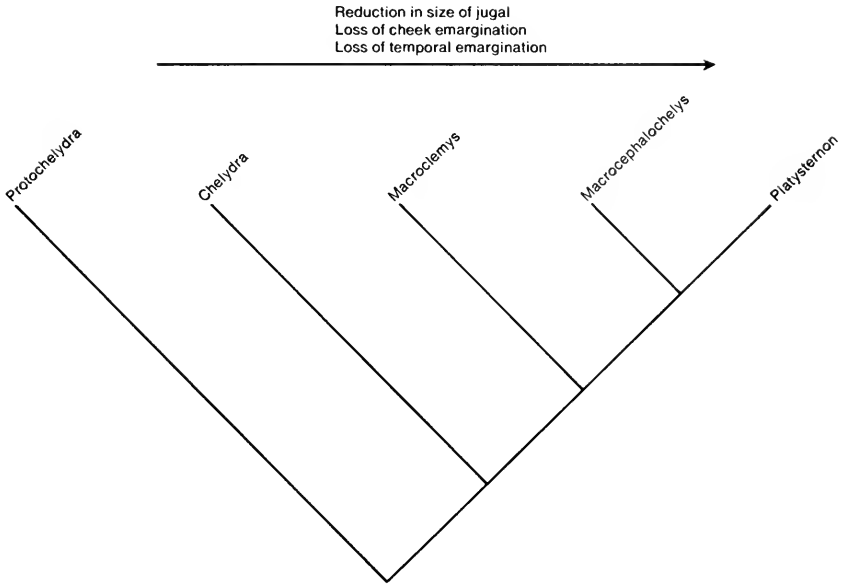 Reduction in size of jugal
Loss of cheek emargination
Loss of temporal emargination
Protochelydra
Chelydra
Macroclemys
Macrocephalochelys
Platysternon